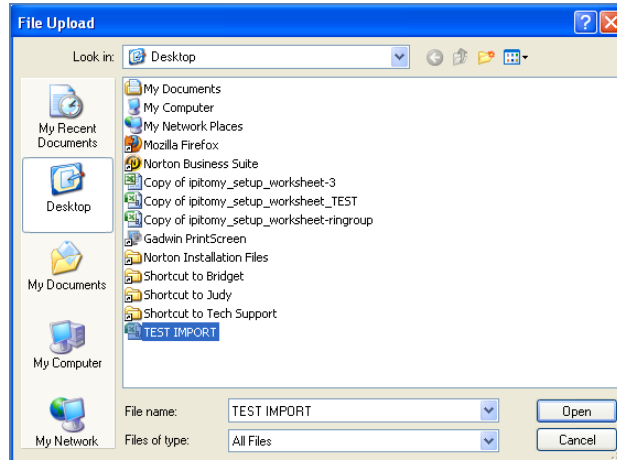 File Upload
Look in:
Desktop
My Recent
Documents
Desktop
My Documents
My Computer
My Network
My Documents
My Computer
My Network Places
Mozilla Firefox
Norton Business Suite
Copy of ipitomy_setup_worksheet-3
Copy of ipitomy_setup_worksheet_TEST
Copy of ipitomy_setup_worksheet-ringroup
Gadwin PrintScreen
Norton Installation Files
Shortcut to Bridget
Shortcut to Judy
Shortcut to Tech Support
TEST IMPORT
File name:
TEST IMPORT
Open
Files of type:
All Files
Cancel